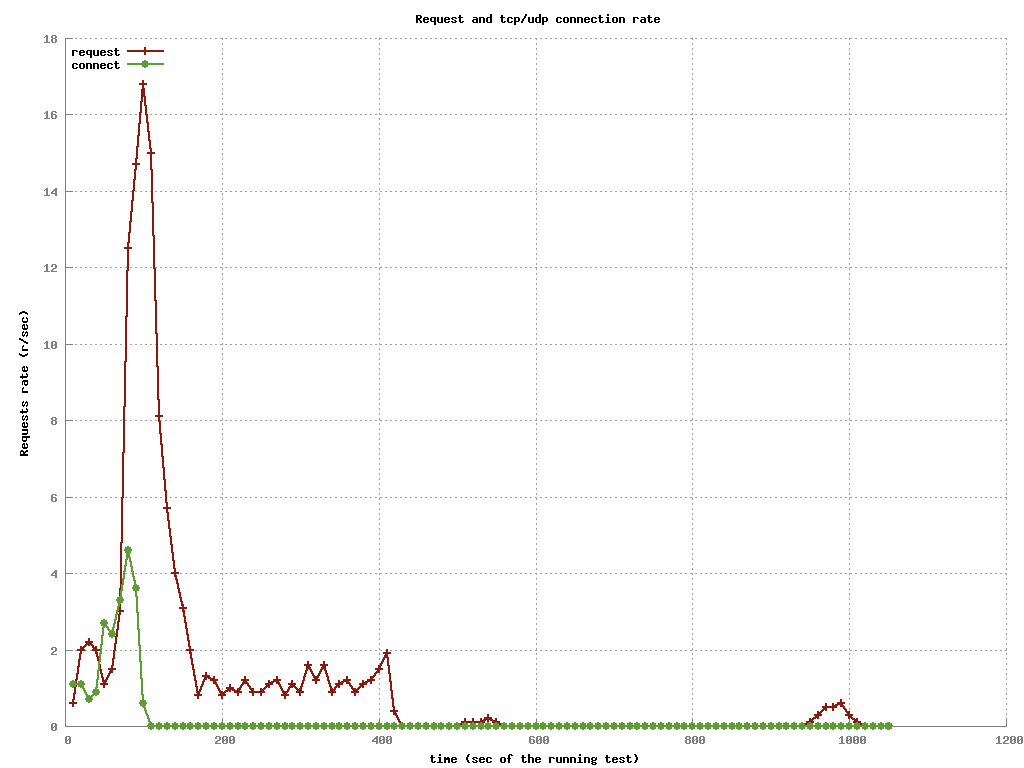 Request and tcp/udp connection rate
request
connect
18
16
14
12
10
8
6
4
2
0
Requests rate (r/sec)
0 200 400 600 800 1000 1200
time (sec of the running test)